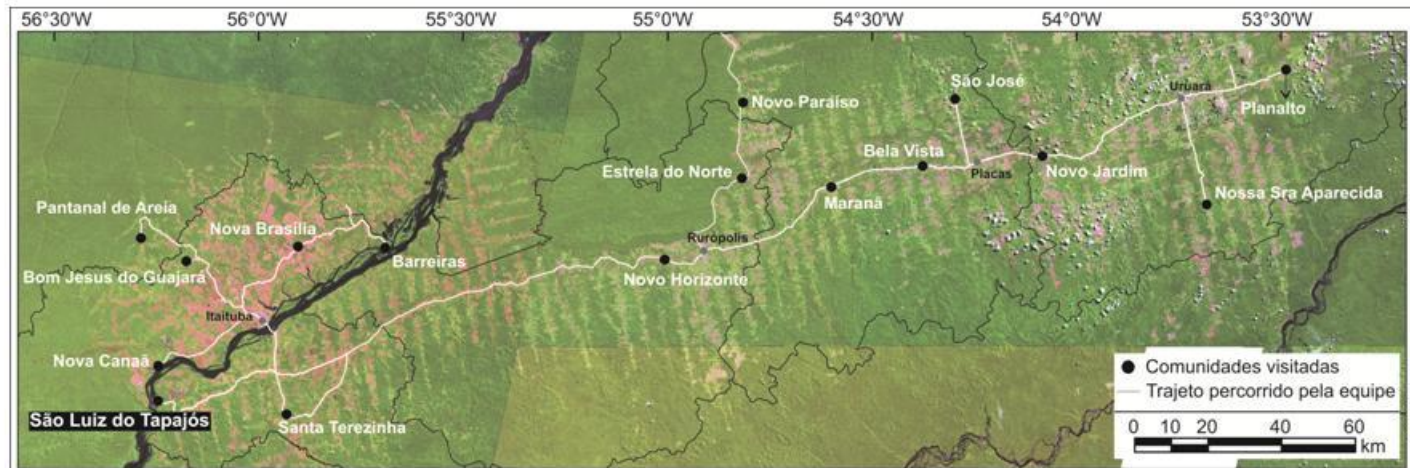 56°30'W 56°0'W 55°30'W 55°0'W 54°30'W 54°0'W 53°30'W
São José
Novo Paraíso
Uruará
Planalto
Bela Vista
Estrela do Norte
Placas
Novo Jardim
Maranã
Nossa Sra Aparecida
Pantanal de Areia
Nova Brasília
Rurópolis
Barreiras
Bom Jesus do Guajará
Novo Horizonte
Itaituba
Nova Canaã
São Luiz do Tapajós
Santa Terezinha
Comunidades visitadas
Trajeto percorrido pela equipe
0 10 20 40 60
km